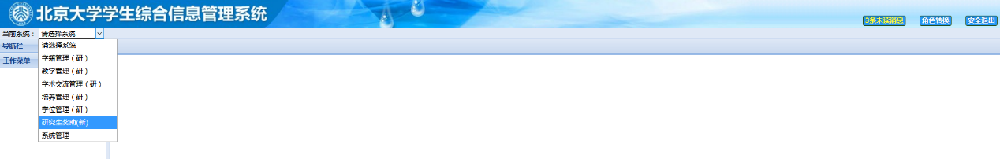 北京大学学生综合信息管理系统
3条未读消息 角色转换 安全退出
当前系统： 请选择系统
导航栏
工作菜单
请选择系统
学籍管理（研）
教学管理（研）
学术交流管理（研）
培养管理（研）
学位管理（研）
研究生奖助(新)
系统管理